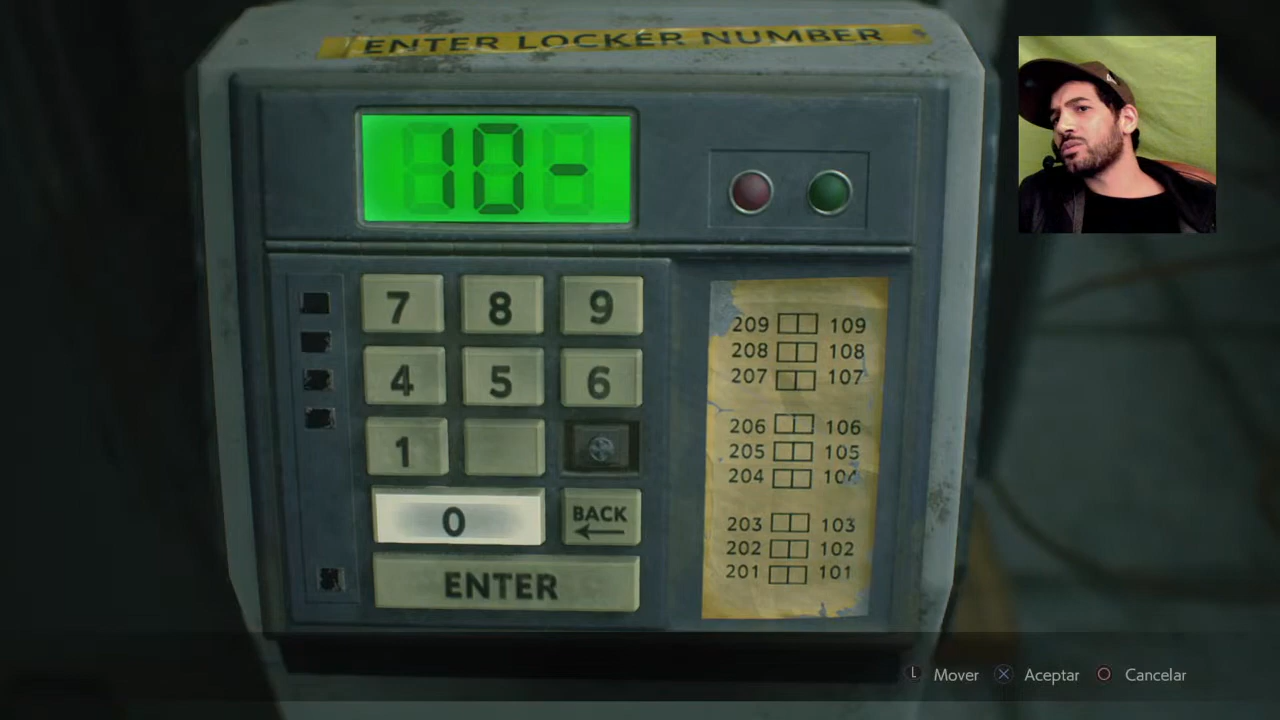 ENTER LOCKER NUMBER
10-
7 8 9
4 5 6
1
0 BACK
ENTER
209 109
208 108
207 107
206 106
205 105
204 104
203 103
202 102
201 101
L Mover Aceptar Cancelar